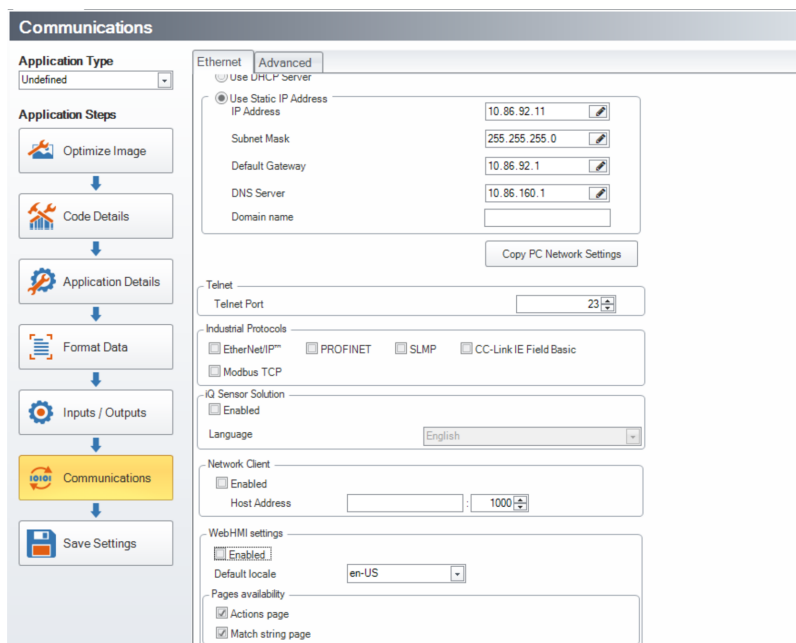 Communications
Application Type
Undefined
Application Steps
Optimize Image
Code Details
Application Details
Format Data
Inputs / Outputs
Communications
Save Settings
Ethernet
Advanced
Use DHCP Server
Use Static IP Address
IP Address 10.86.92.11
Subnet Mask 255.255.255.0
Default Gateway 10.86.92.1
DNS Server 10.86.160.1
Domain name
Copy PC Network Settings
Telnet
Telnet Port 23
Industrial Protocols
EtherNet/IP™ PROFINET SLMP CC-Link IE Field Basic
Modbus TCP
iQ Sensor Solution
Enabled
Language English
Network Client
Enabled
Host Address : 1000
WebHMI settings
Enabled
Default locale en-US
Pages availability
Actions page
Match string page